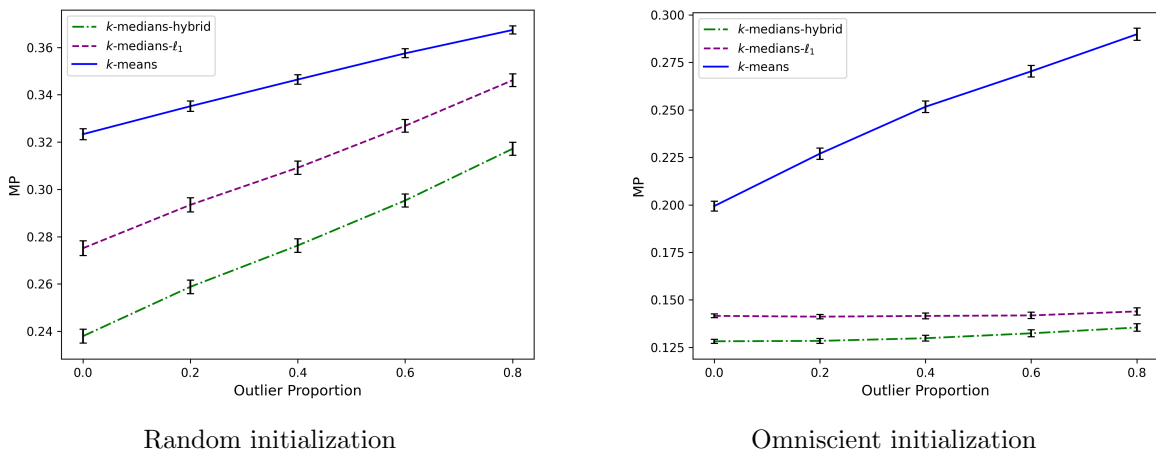 k-medians-hybrid
k-medians-ℓ₁
k-means
MP
0.36
0.34
0.32
0.30
0.28
0.26
0.24
0.0 0.2 0.4 0.6 0.8
Outlier Proportion
Random initialization
k-medians-hybrid
k-medians-ℓ₁
k-means
MP
0.300
0.275
0.250
0.225
0.200
0.175
0.150
0.125
0.0 0.2 0.4 0.6 0.8
Outlier Proportion
Omniscient initialization